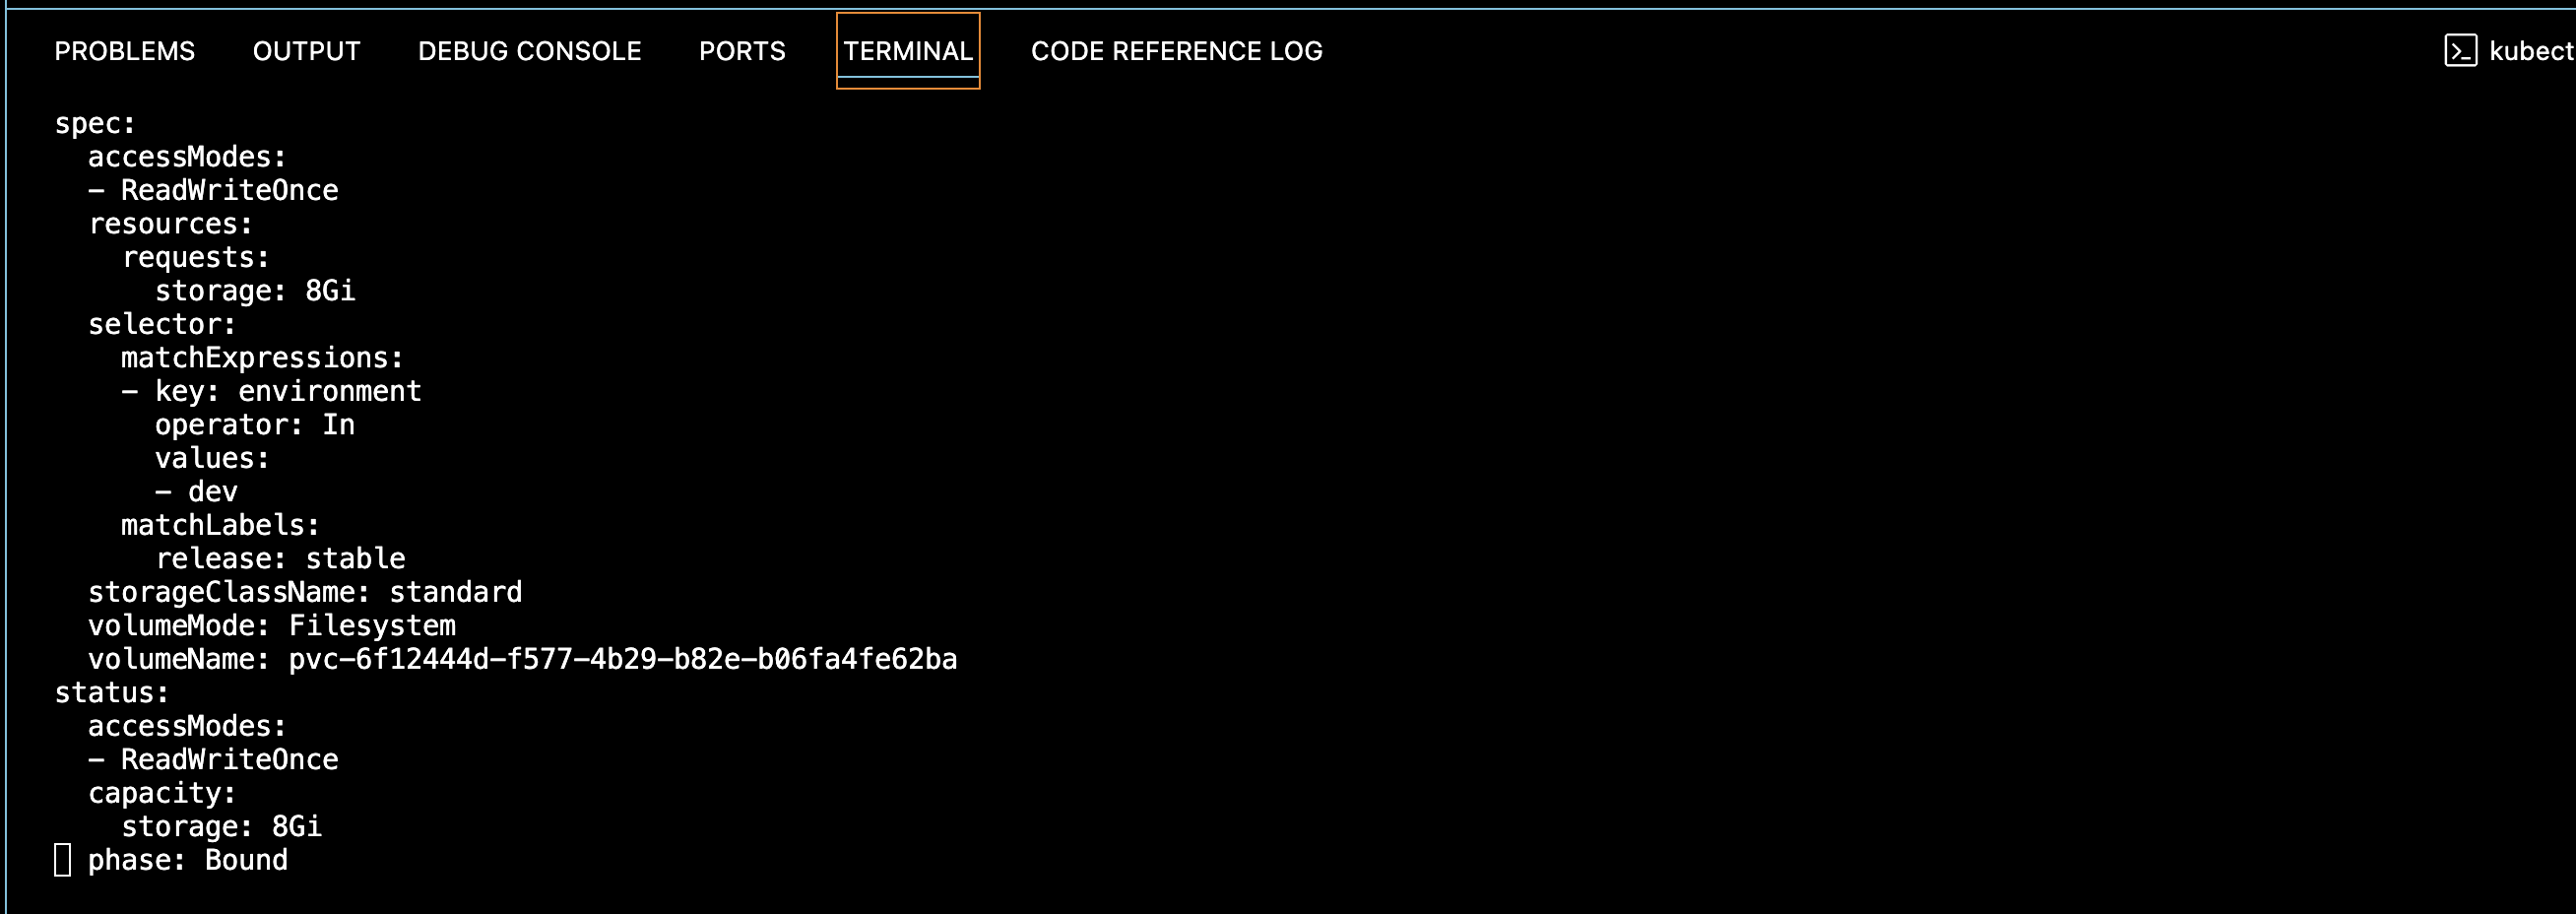 PROBLEMS OUTPUT DEBUG CONSOLE PORTS TERMINAL CODE REFERENCE LOG kubect
spec:
  accessModes:
  - ReadWriteOnce
  resources:
    requests:
      storage: 8Gi
  selector:
    matchExpressions:
    - key: environment
      operator: In
      values:
      - dev
    matchLabels:
      release: stable
  storageClassName: standard
  volumeMode: Filesystem
  volumeName: pvc-6f12444d-f577-4b29-b82e-b06fa4fe62ba
status:
  accessModes:
  - ReadWriteOnce
  capacity:
    storage: 8Gi
  phase: Bound